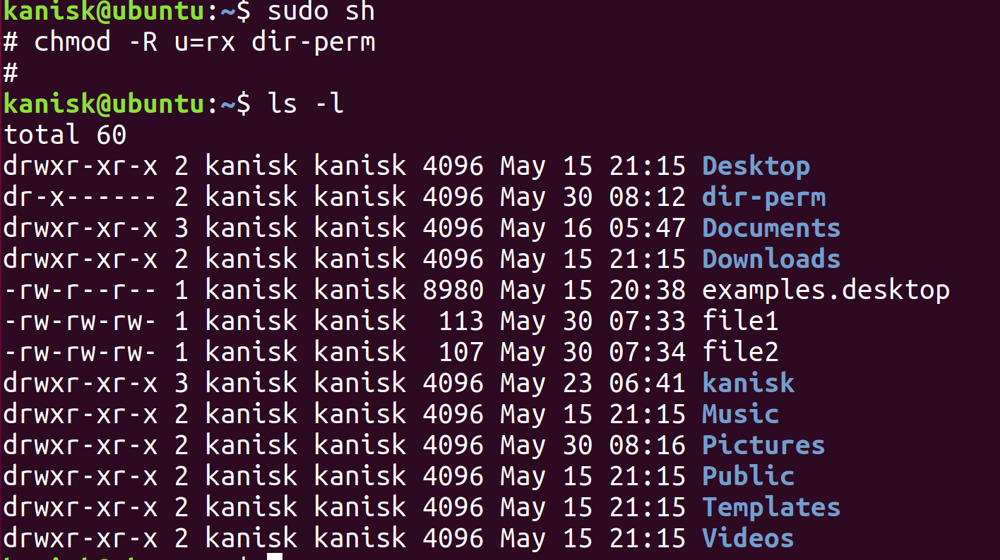 kanisk@ubuntu:~$ sudo sh
# chmod -R u=rx dir-perm
#
kanisk@ubuntu:~$ ls -l
total 60
drwxr-xr-x 2 kanisk kanisk 4096 May 15 21:15 Desktop
dr-x------ 2 kanisk kanisk 4096 May 30 08:12 dir-perm
drwxr-xr-x 3 kanisk kanisk 4096 May 16 05:47 Documents
drwxr-xr-x 2 kanisk kanisk 4096 May 15 21:15 Downloads
-rw-r--r-- 1 kanisk kanisk 8980 May 15 20:38 examples.desktop
-rw-rw-rw- 1 kanisk kanisk  113 May 30 07:33 file1
-rw-rw-rw- 1 kanisk kanisk  107 May 30 07:34 file2
drwxr-xr-x 3 kanisk kanisk 4096 May 23 06:41 kanisk
drwxr-xr-x 2 kanisk kanisk 4096 May 15 21:15 Music
drwxr-xr-x 2 kanisk kanisk 4096 May 30 08:16 Pictures
drwxr-xr-x 2 kanisk kanisk 4096 May 15 21:15 Public
drwxr-xr-x 2 kanisk kanisk 4096 May 15 21:15 Templates
drwxr-xr-x 2 kanisk kanisk 4096 May 15 21:15 Videos